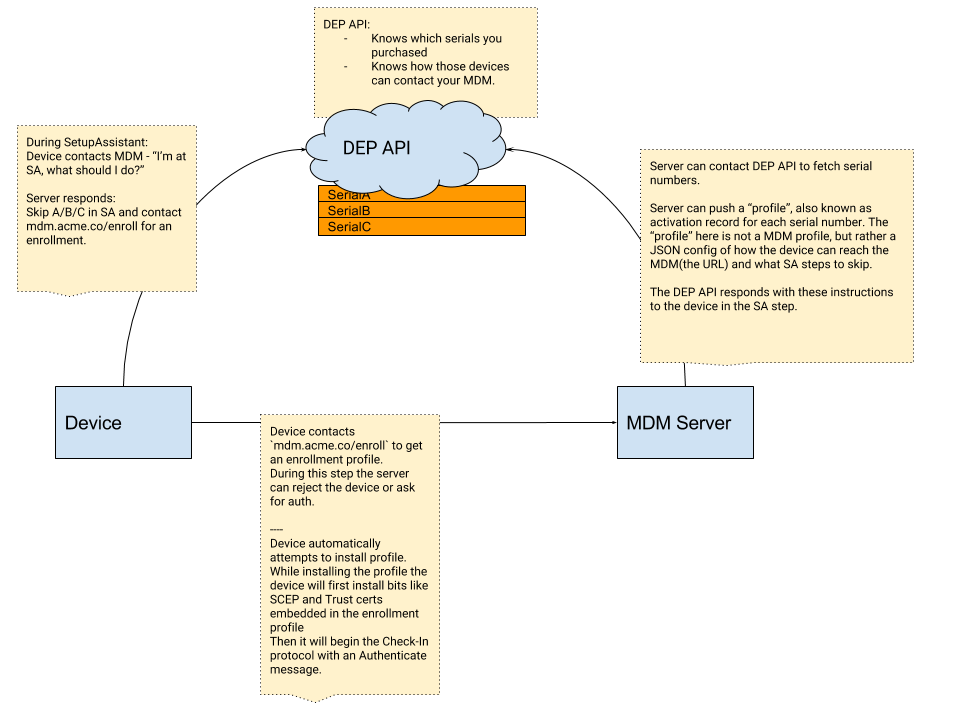 DEP API:
- Knows which serials you
purchased
- Knows how those devices
can contact your MDM.
DEP API
SerialA
SerialB
SerialC
During SetupAssistant:
Device contacts MDM - “I’m at
SA, what should I do?”
Server responds:
Skip A/B/C in SA and contact
mdm.acme.co/enroll for an
enrollment.
Server can contact DEP API to fetch serial
numbers.
Server can push a “profile”, also known as
activation record for each serial number. The
“profile” here is not a MDM profile, but rather a
JSON config of how the device can reach the
MDM(the URL) and what SA steps to skip.
The DEP API responds with these instructions
to the device in the SA step.
Device
MDM Server
Device contacts
`mdm.acme.co/enroll` to get
an enrollment profile.
During this step the server
can reject the device or ask
for auth.
----
Device automatically
attempts to install profile.
While installing the profile the
device will first install bits like
SCEP and Trust certs
embedded in the enrollment
profile
Then it will begin the Check-In
protocol with an Authenticate
message.